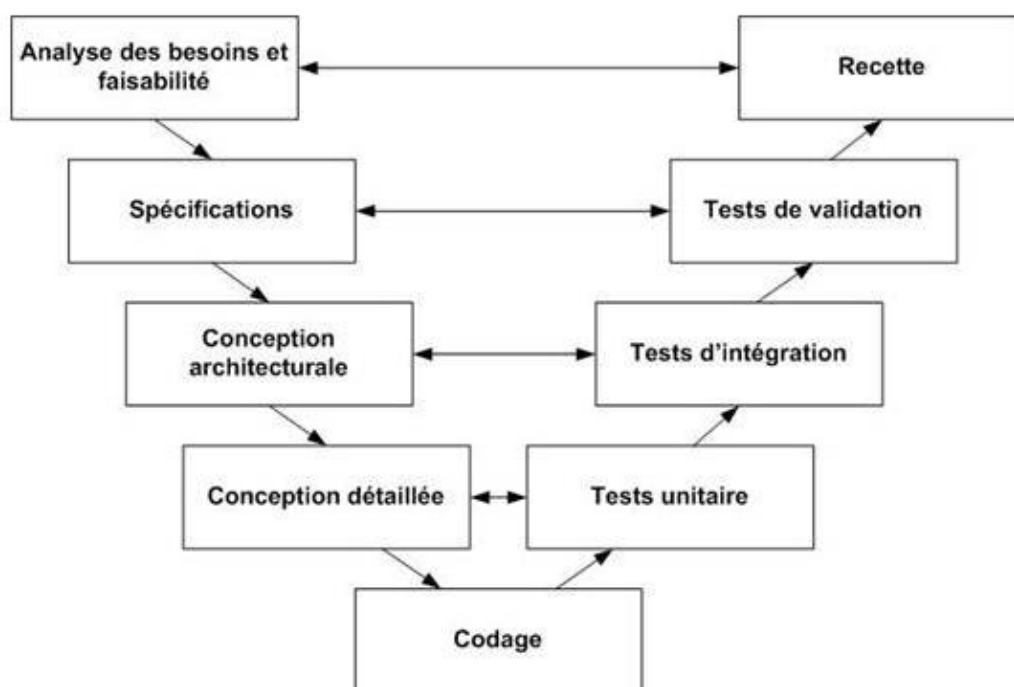 Analyse des besoins et
faisabilité
Recette
Spécifications
Tests de validation
Conception
architecturale
Tests d'intégration
Conception détaillée
Tests unitaire
Codage